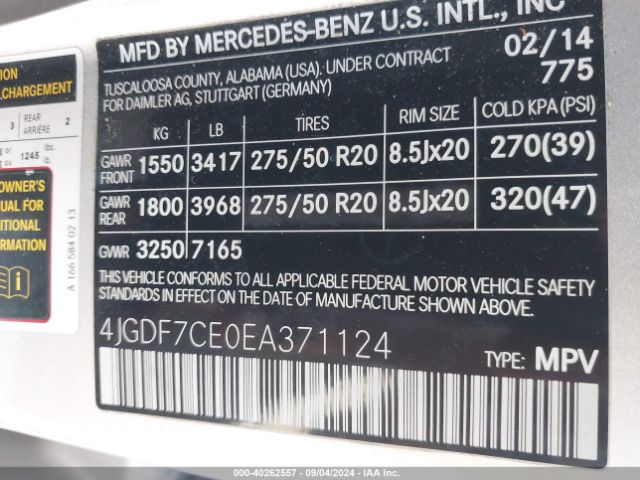 MFD BY MERCEDES-BENZ U.S. INTL., INC
TUSCALOOSA COUNTY, ALABAMA (USA). UNDER CONTRACT 02/14
FOR DAIMLER AG, STUTTGART (GERMANY) 775
KG LB TIRES RIM SIZE COLD KPA(PSI)
GAWR FRONT 1550 3417 275/50 R20 8.5Jx20 270(39)
GAWR REAR 1800 3968 275/50 R20 8.5Jx20 320(47)
GVWR 3250 7165
THIS VEHICLE CONFORMS TO ALL APPLICABLE FEDERAL MOTOR VEHICLE SAFETY
STANDARDS IN EFFECT ON THE DATE OF MANUFACTURE SHOWN ABOVE.
4JGDF7CE0EA371124
TYPE: MPV
CHARGEMENT
3 REAR ARRIÈRE 2
or ou 1245 lbs. lb.
OWNER'S
FOR
A 166 584 02 13
000-40262557 - 09/04/2024 - IAA Inc.